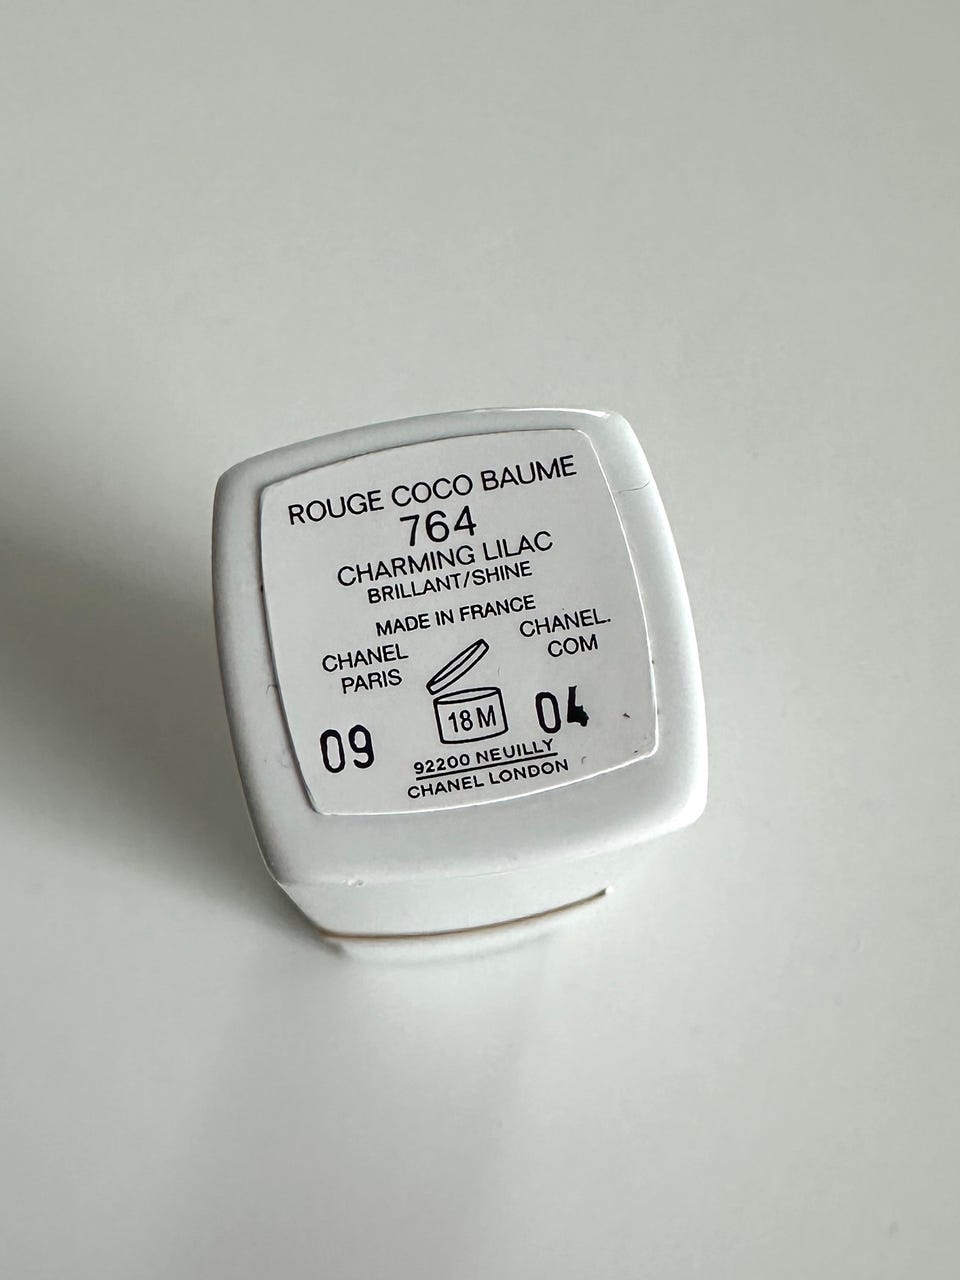 ROUGE COCO BAUME
764
CHARMING LILAC
BRILLANT/SHINE
MADE IN FRANCE
CHANEL
PARIS
CHANEL.
COM
09
18M
04
92200 NEUILLY
CHANEL LONDON